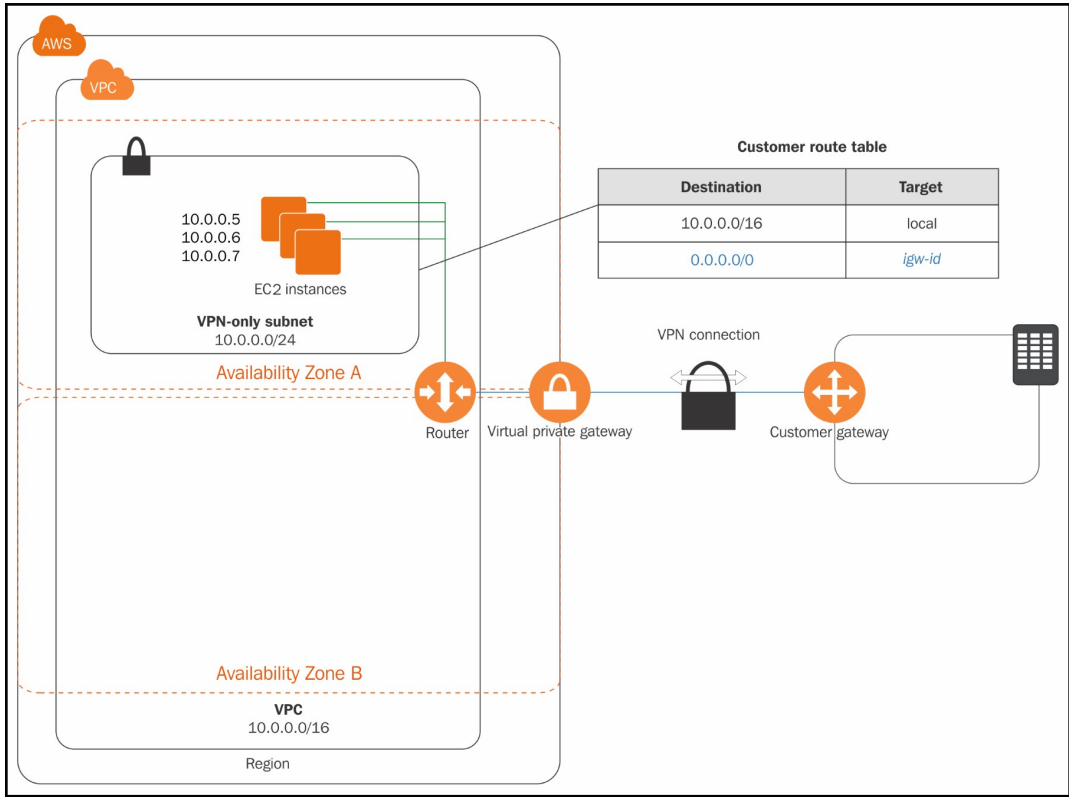 AWS
VPC
10.0.0.5
10.0.0.6
10.0.0.7
EC2 instances
VPN-only subnet
10.0.0.0/24
Availability Zone A
Customer route table
Destination Target
10.0.0.0/16 local
0.0.0.0/0 igw-id
VPN connection
Router
Virtual private gateway
Customer gateway
Availability Zone B
VPC
10.0.0.0/16
Region